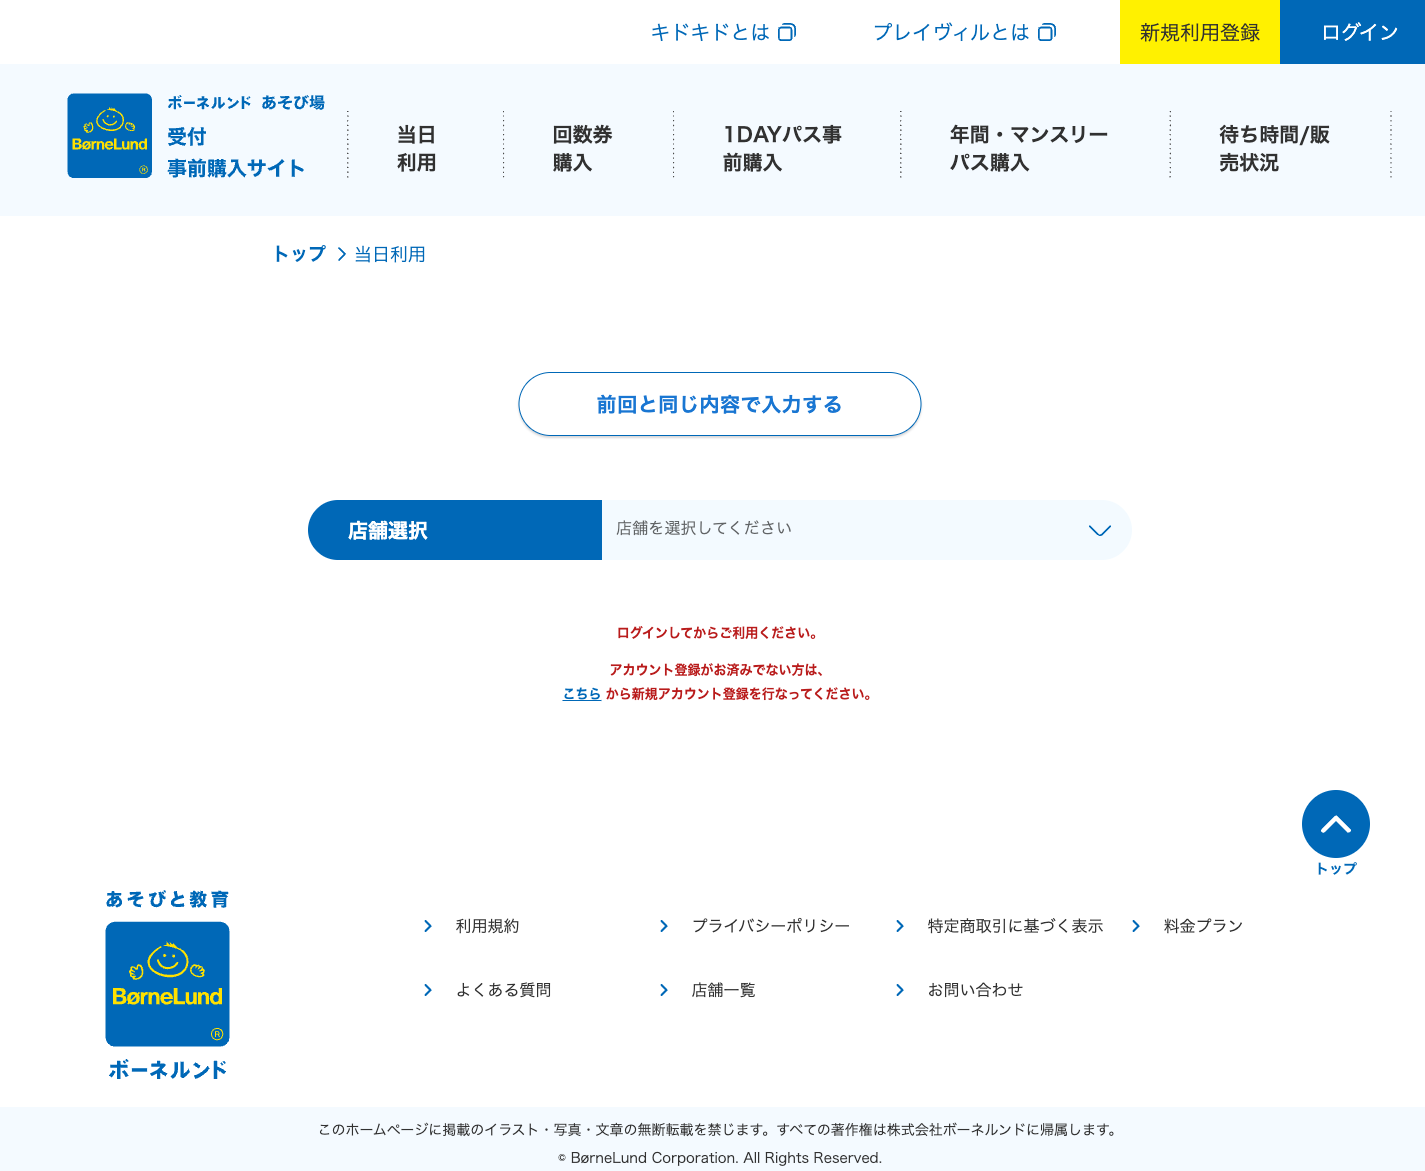 キドキドとは
プレイヴィルとは
新規利用登録
ログイン
BørneLund
®
ボーネルンド あそび場
受付
事前購入サイト
当日
利用
回数券
購入
1DAYパス事
前購入
年間・マンスリー
パス購入
待ち時間/販
売状況
トップ
当日利用
前回と同じ内容で入力する
店舗選択
店舗を選択してください
ログインしてからご利用ください。
アカウント登録がお済みでない方は、
こちら から新規アカウント登録を行なってください。
トップ
あそびと教育
BørneLund
®
ボーネルンド
利用規約
プライバシーポリシー
特定商取引に基づく表示
料金プラン
よくある質問
店舗一覧
お問い合わせ
このホームページに掲載のイラスト・写真・文章の無断転載を禁じます。すべての著作権は株式会社ボーネルンドに帰属します。
© BørneLund Corporation. All Rights Reserved.